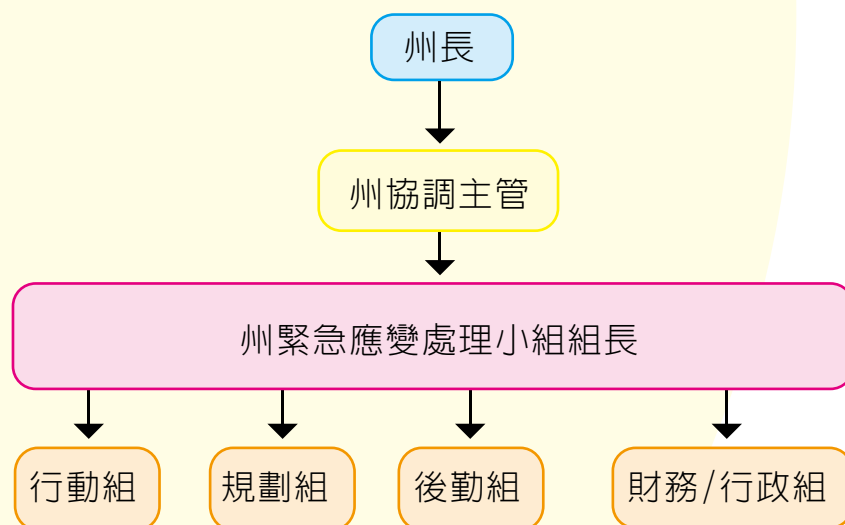 州長
州協調主管
州緊急應變處理小組組長
行動組
規劃組
後勤組
財務/行政組